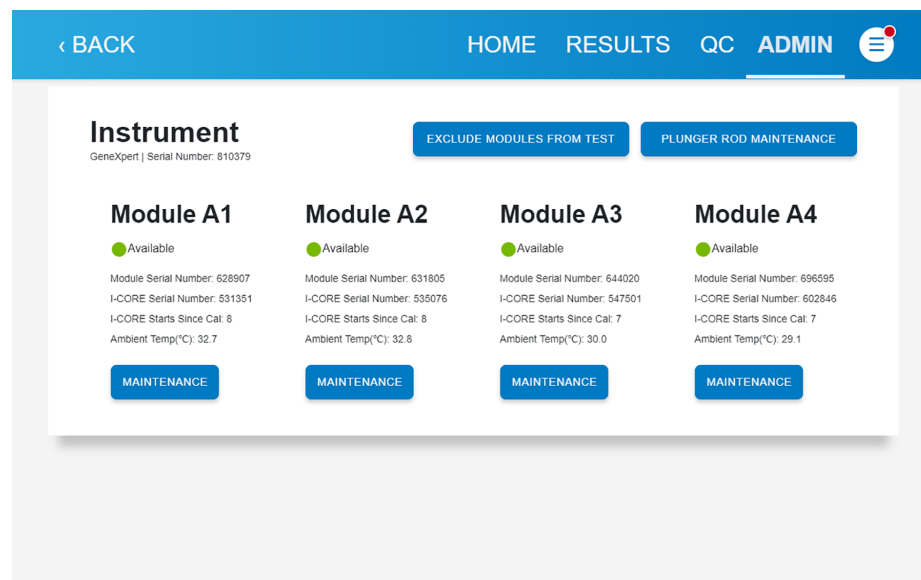 ‹ BACK HOME RESULTS QC ADMIN
Instrument
GeneXpert | Serial Number: 810379
EXCLUDE MODULES FROM TEST
PLUNGER ROD MAINTENANCE
Module A1
Available
Module Serial Number: 628907
I-CORE Serial Number: 531351
I-CORE Starts Since Cal: 8
Ambient Temp(°C): 32.7
MAINTENANCE
Module A2
Available
Module Serial Number: 631805
I-CORE Serial Number: 535076
I-CORE Starts Since Cal: 8
Ambient Temp(°C): 32.8
MAINTENANCE
Module A3
Available
Module Serial Number: 644020
I-CORE Serial Number: 547501
I-CORE Starts Since Cal: 7
Ambient Temp(°C): 30.0
MAINTENANCE
Module A4
Available
Module Serial Number: 696595
I-CORE Serial Number: 602846
I-CORE Starts Since Cal: 7
Ambient Temp(°C): 29.1
MAINTENANCE